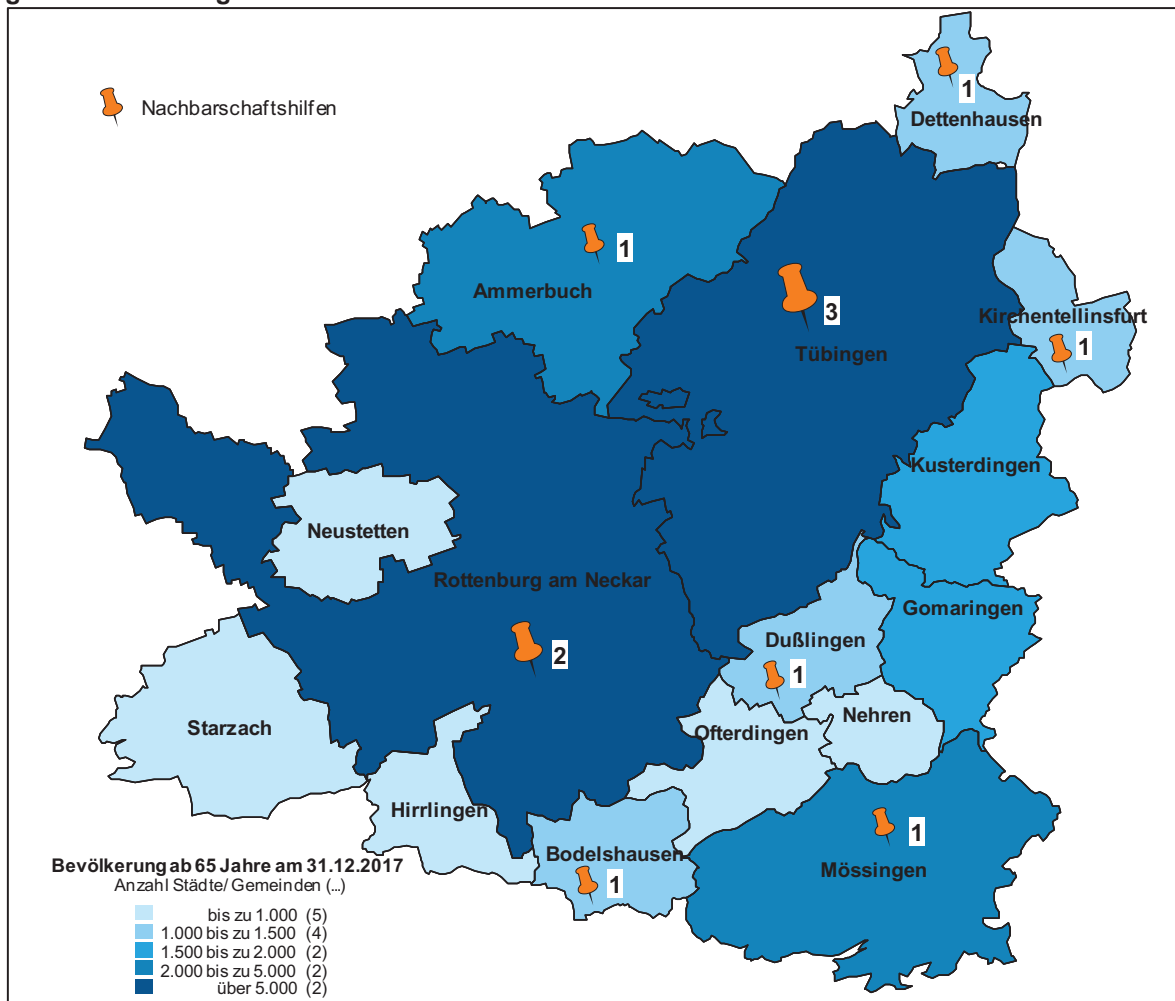 Nachbarschaftshilfen
1
Dettenhausen
1
Ammerbuch
3
Tübingen
Kirchentellinsfurt
1
Kusterdingen
Neustetten
Rottenburg am Neckar
2
Gomaringen
Dußlingen
1
Starzach
Nehren
Ofterdingen
Hirrlingen
1
Mössingen
Bodelshausen
1
Bevölkerung ab 65 Jahre am 31.12.2017
Anzahl Städte/Gemeinden (...)
bis zu 1.000 (5)
1.000 bis zu 1.500 (4)
1.500 bis zu 2.000 (2)
2.000 bis zu 5.000 (2)
über 5.000 (2)